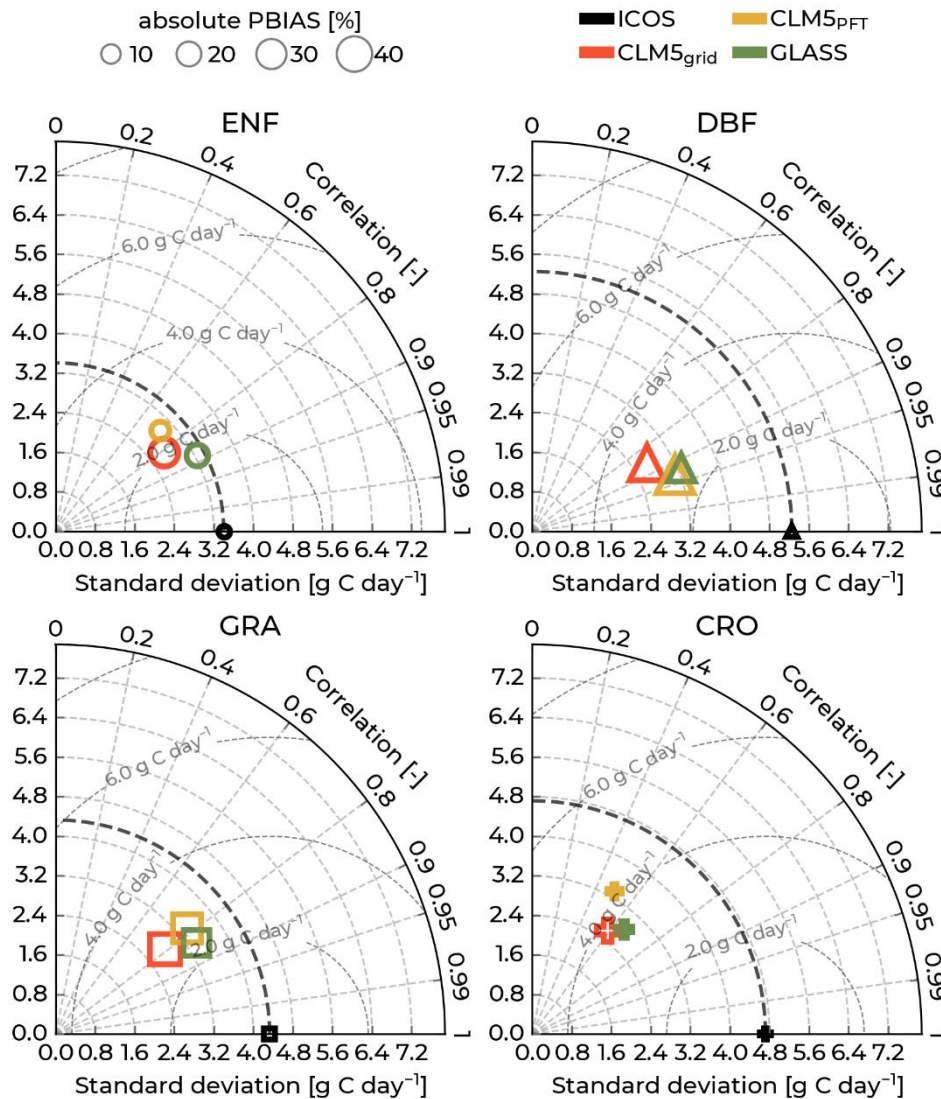 absolute PBIAS [%]
10 20 30 40
ICOS CLM5PFT
CLM5grid GLASS
ENF
0 0.2 0.4 0.6 0.8 0.9 0.95 0.99 1
Correlation [-]
7.2
6.4
5.6
4.8
4.0
3.2
2.4
1.6
0.8
0.0
6.0 g C day⁻¹
4.0 g C day⁻¹
2.0 g C day⁻¹
0.0 0.8 1.6 2.4 3.2 4.0 4.8 5.6 6.4 7.2
Standard deviation [g C day⁻¹]
DBF
0 0.2 0.4 0.6 0.8 0.9 0.95 0.99 1
Correlation [-]
7.2
6.4
5.6
4.8
4.0
3.2
2.4
1.6
0.8
0.0
6.0 g C day⁻¹
4.0 g C day⁻¹
2.0 g C day⁻¹
0.0 0.8 1.6 2.4 3.2 4.0 4.8 5.6 6.4 7.2
Standard deviation [g C day⁻¹]
GRA
0 0.2 0.4 0.6 0.8 0.9 0.95 0.99 1
Correlation [-]
7.2
6.4
5.6
4.8
4.0
3.2
2.4
1.6
0.8
0.0
6.0 g C day⁻¹
4.0 g C day⁻¹
2.0 g C day⁻¹
0.0 0.8 1.6 2.4 3.2 4.0 4.8 5.6 6.4 7.2
Standard deviation [g C day⁻¹]
CRO
0 0.2 0.4 0.6 0.8 0.9 0.95 0.99 1
Correlation [-]
7.2
6.4
5.6
4.8
4.0
3.2
2.4
1.6
0.8
0.0
6.0 g C day⁻¹
4.0 g C day⁻¹
2.0 g C day⁻¹
0.0 0.8 1.6 2.4 3.2 4.0 4.8 5.6 6.4 7.2
Standard deviation [g C day⁻¹]